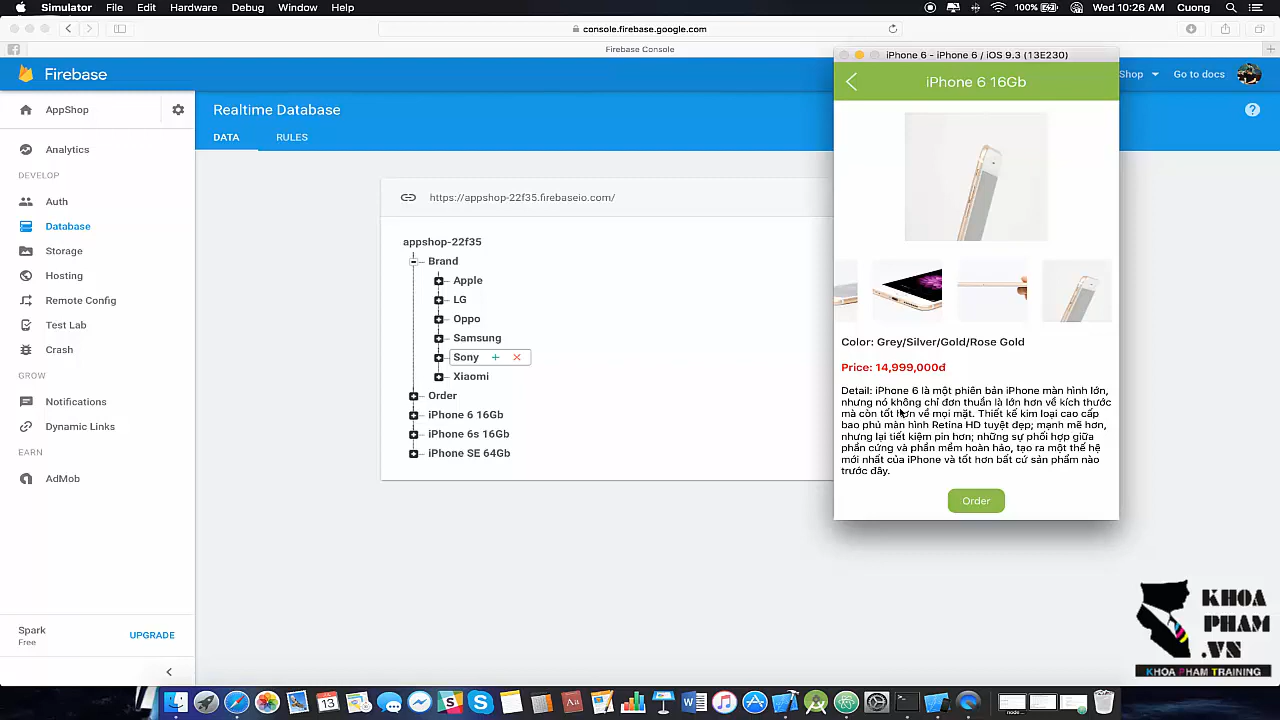 Simulator File Edit Hardware Debug Window Help
100% Wed 10:26 AM Cuong
console.firebase.google.com
Firebase Console
iPhone 6 - iPhone 6 / iOS 9.3 (13E230)
Firebase
Shop
Go to docs
iPhone 6 16Gb
AppShop
Realtime Database
DATA
RULES
Analytics
DEVELOP
Auth
Database
Storage
Hosting
Remote Config
Test Lab
Crash
GROW
Notifications
Dynamic Links
EARN
AdMob
Spark
Free
UPGRADE
https://appshop-22f35.firebaseio.com/
appshop-22f35
Brand
Apple
LG
Oppo
Samsung
Sony
Xiaomi
Order
iPhone 6 16Gb
iPhone 6s 16Gb
iPhone SE 64Gb
Color: Grey/Silver/Gold/Rose Gold
Price: 14,999,000đ
Detail: iPhone 6 là một phiên bản iPhone màn hình lớn,
nhưng nó không chỉ đơn thuần là lớn hơn về kích thước
mà còn tốt hơn về mọi mặt. Thiết kế kim loại cao cấp
bao phủ màn hình Retina HD tuyệt đẹp; mạnh mẽ hơn,
nhưng lại tiết kiệm pin hơn; những sự phối hợp giữa
phần cứng và phần mềm hoàn hảo, tạo ra một thế hệ
mới nhất của iPhone và tốt hơn bất cứ sản phẩm nào
trước đây.
Order
KHOA
PHAM
.VN
KHOA PHAM TRAINING